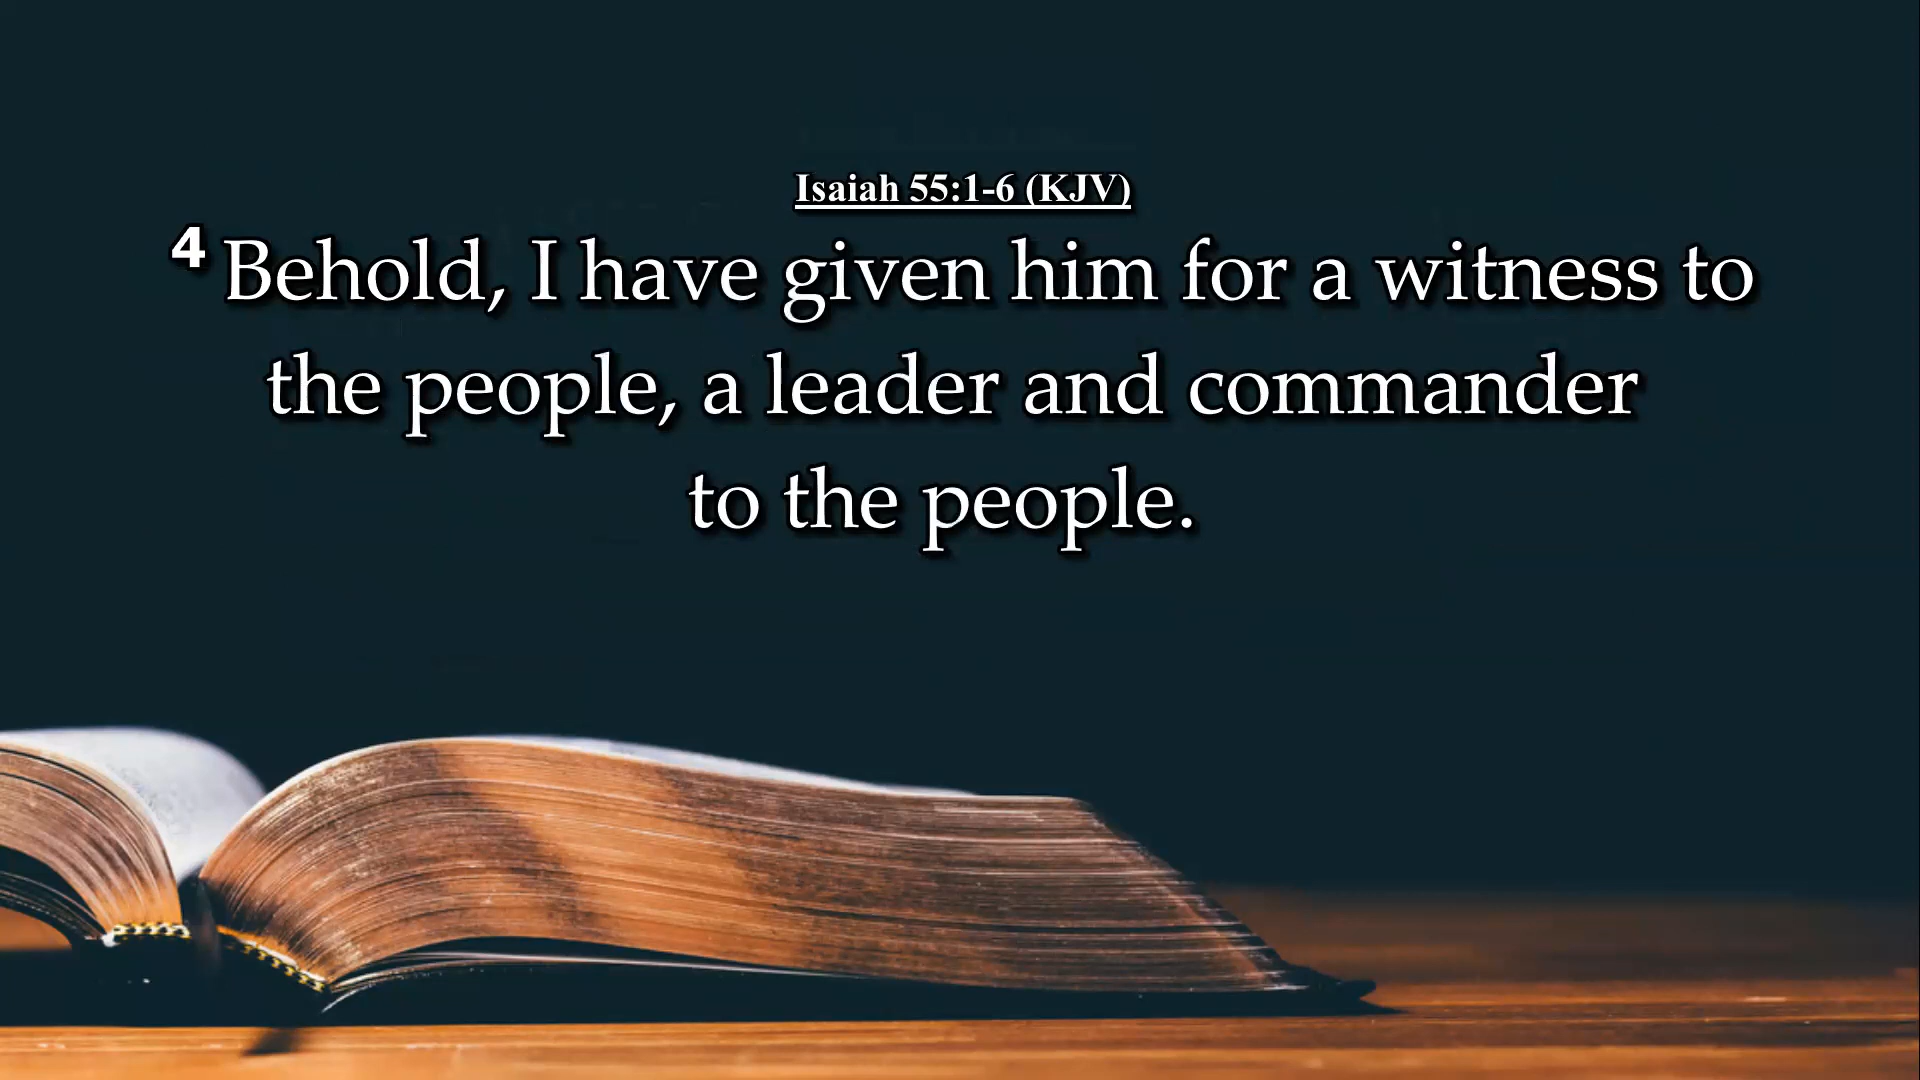 Isaiah 55:1-6 (KJV)
4 Behold, I have given him for a witness to
the people, a leader and commander
to the people.